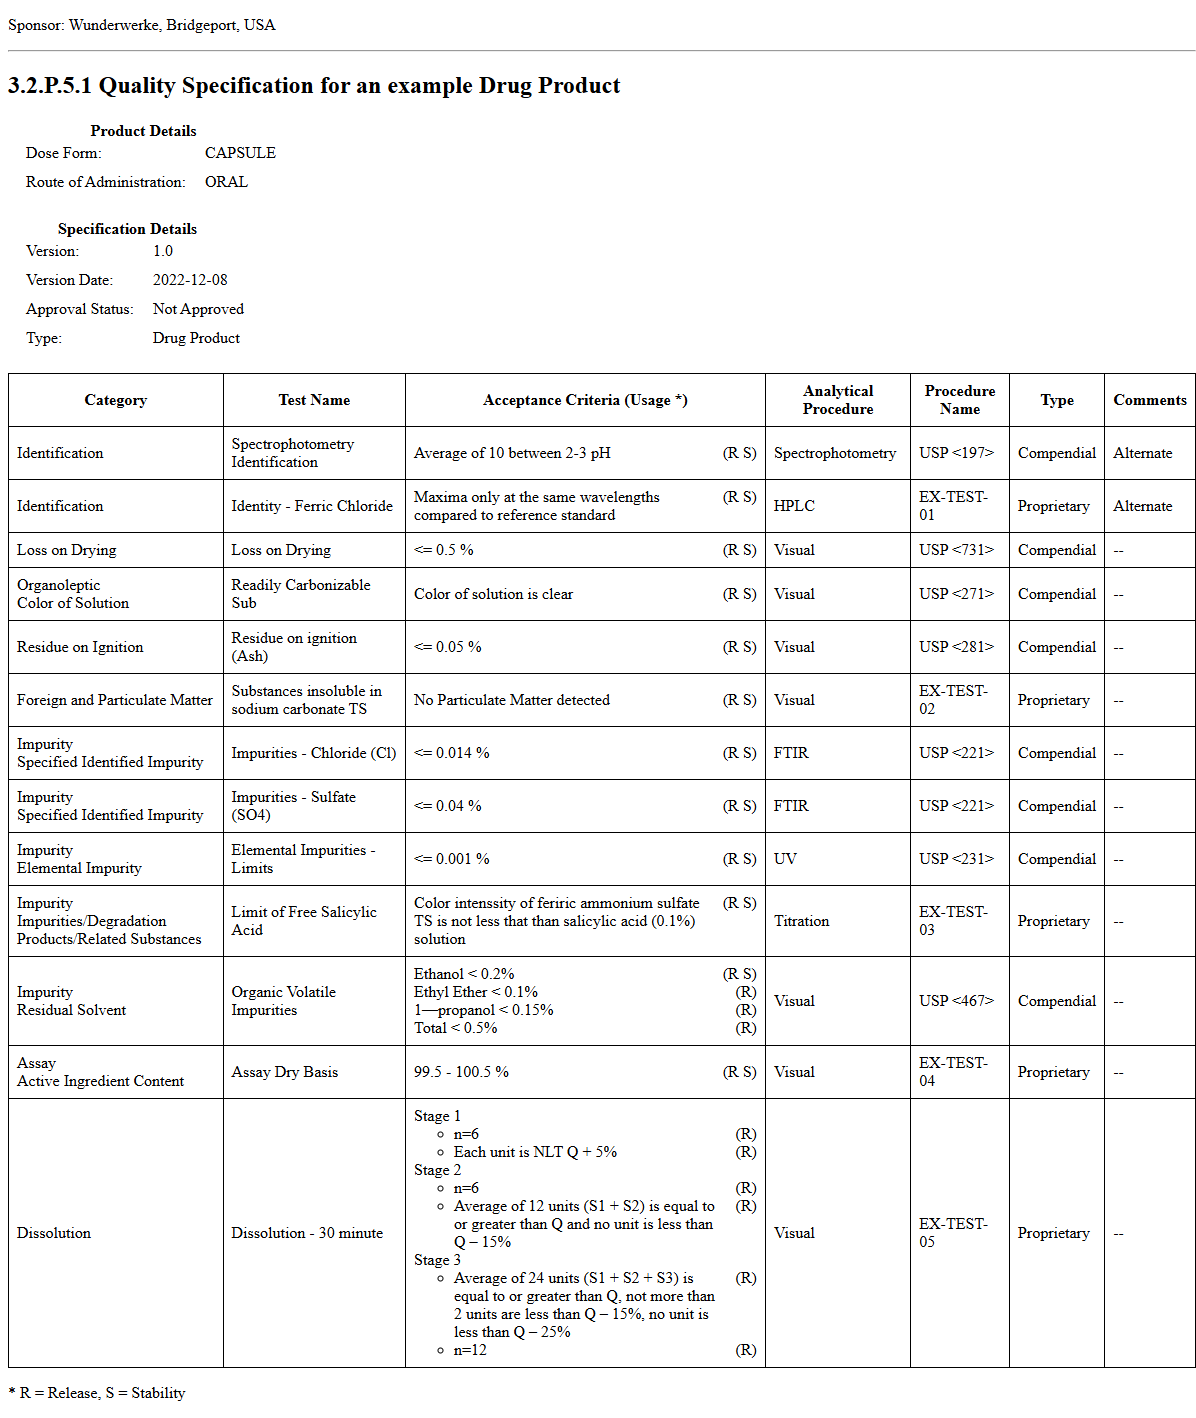 Sponsor: Wunderwerke, Bridgeport, USA
3.2.P.5.1 Quality Specification for an example Drug Product
Product Details
Dose Form: CAPSULE
Route of Administration: ORAL
Specification Details
Version: 1.0
Version Date: 2022-12-08
Approval Status: Not Approved
Type: Drug Product
Category Test Name Acceptance Criteria (Usage *) Analytical Procedure Procedure Name Type Comments
Identification Spectrophotometry Identification Average of 10 between 2-3 pH (R S) Spectrophotometry USP <197> Compendial Alternate
Identification Identity - Ferric Chloride Maxima only at the same wavelengths compared to reference standard (R S) HPLC EX-TEST-01 Proprietary Alternate
Loss on Drying Loss on Drying <= 0.5 % (R S) Visual USP <731> Compendial --
Organoleptic Color of Solution Readily Carbonizable Sub Color of solution is clear (R S) Visual USP <271> Compendial --
Residue on Ignition Residue on ignition (Ash) <= 0.05 % (R S) Visual USP <281> Compendial --
Foreign and Particulate Matter Substances insoluble in sodium carbonate TS No Particulate Matter detected (R S) Visual EX-TEST-02 Proprietary --
Impurity Specified Identified Impurity Impurities - Chloride (Cl) <= 0.014 % (R S) FTIR USP <221> Compendial --
Impurity Specified Identified Impurity Impurities - Sulfate (SO4) <= 0.04 % (R S) FTIR USP <221> Compendial --
Impurity Elemental Impurity Elemental Impurities - Limits <= 0.001 % (R S) UV USP <231> Compendial --
Impurity Impurities/Degradation Products/Related Substances Limit of Free Salicylic Acid Color intenssity of feriric ammonium sulfate TS is not less that than salicylic acid (0.1%) solution (R S) Titration EX-TEST-03 Proprietary --
Impurity Residual Solvent Organic Volatile Impurities
Ethanol < 0.2% (R S)
Ethyl Ether < 0.1% (R)
1—propanol < 0.15% (R)
Total < 0.5% (R)
Visual USP <467> Compendial --
Assay Active Ingredient Content Assay Dry Basis 99.5 - 100.5 % (R S) Visual EX-TEST-04 Proprietary --
Dissolution Dissolution - 30 minute
Stage 1
n=6 (R)
Each unit is NLT Q + 5% (R)
Stage 2
n=6 (R)
Average of 12 units (S1 + S2) is equal to (R)
or greater than Q and no unit is less than
Q – 15%
Stage 3
Average of 24 units (S1 + S2 + S3) is (R)
equal to or greater than Q, not more than
2 units are less than Q – 15%, no unit is
less than Q – 25%
n=12 (R)
Visual EX-TEST-05 Proprietary --
* R = Release, S = Stability